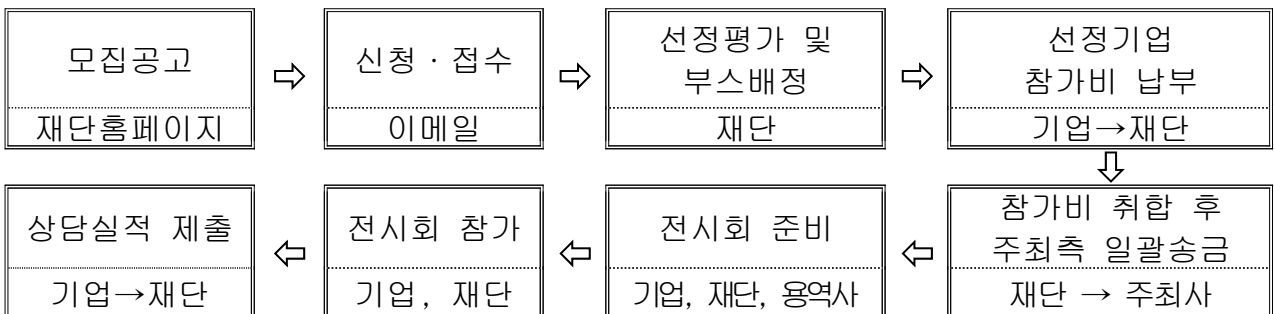 모집공고
재단홈페이지
⇨
신청 · 접수
이메일
⇨
선정평가 및
부스배정
재단
⇨
선정기업
참가비 납부
기업→재단
⇩
참가비 취합 후
주최측 일괄송금
재단 → 주최사
⇦
전시회 준비
기업, 재단, 용역사
⇦
전시회 참가
기업, 재단
⇦
상담실적 제출
기업→재단